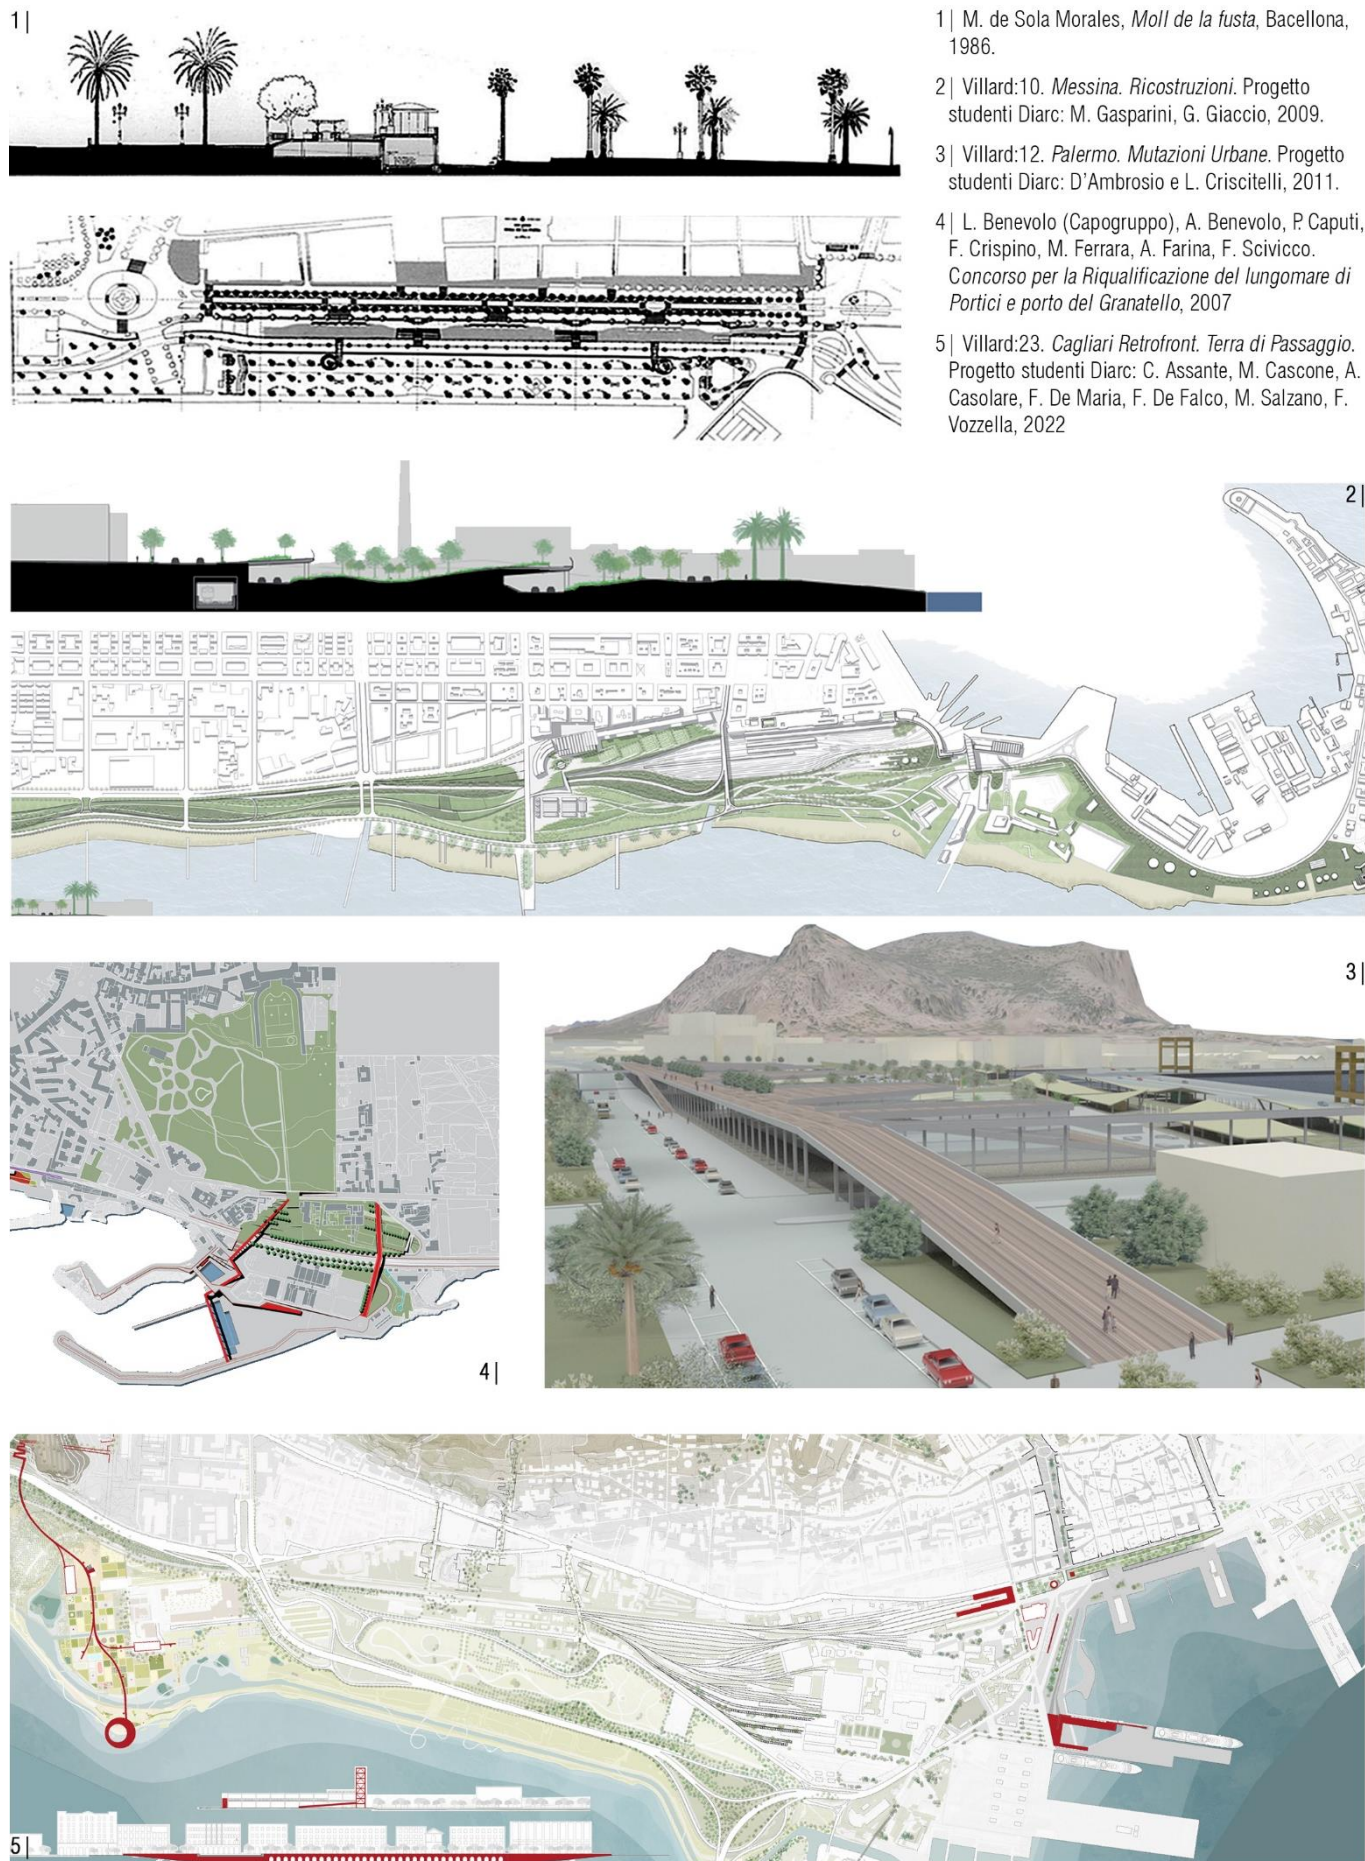 1|
1| M. de Sola Morales, Moll de la fusta, Bacellona,
1986.
2| Villard:10. Messina. Ricostruzioni. Progetto
studenti Diarc: M. Gasparini, G. Giaccio, 2009.
3| Villard:12. Palermo. Mutazioni Urbane. Progetto
studenti Diarc: D'Ambrosio e L. Criscitelli, 2011.
4| L. Benevolo (Capogruppo), A. Benevolo, P. Caputi,
F. Crispino, M. Ferrara, A. Farina, F. Scivicco.
Concorso per la Riqualificazione del lungomare di
Portici e porto del Granatello, 2007
5| Villard:23. Cagliari Retrofront. Terra di Passaggio.
Progetto studenti Diarc: C. Assante, M. Cascone, A.
Casolare, F. De Maria, F. De Falco, M. Salzano, F.
Vozzella, 2022
2|
3|
4|
5|